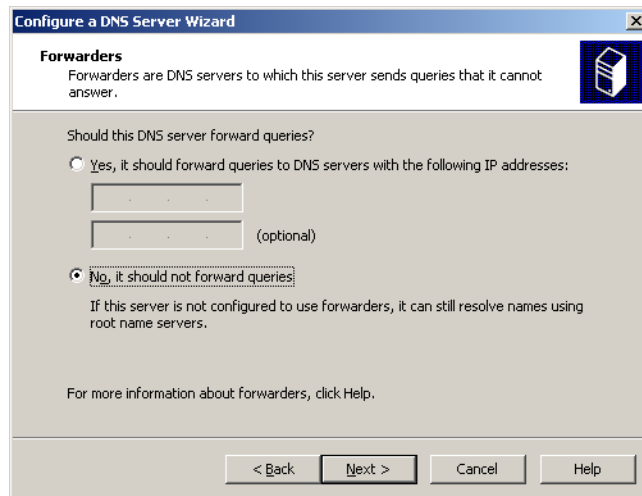 Configure a DNS Server Wizard
Forwarders
Forwarders are DNS servers to which this server sends queries that it cannot
answer.
Should this DNS server forward queries?
Yes, it should forward queries to DNS servers with the following IP addresses:
(optional)
No, it should not forward queries
If this server is not configured to use forwarders, it can still resolve names using
root name servers.
For more information about forwarders, click Help.
< Back Next > Cancel Help